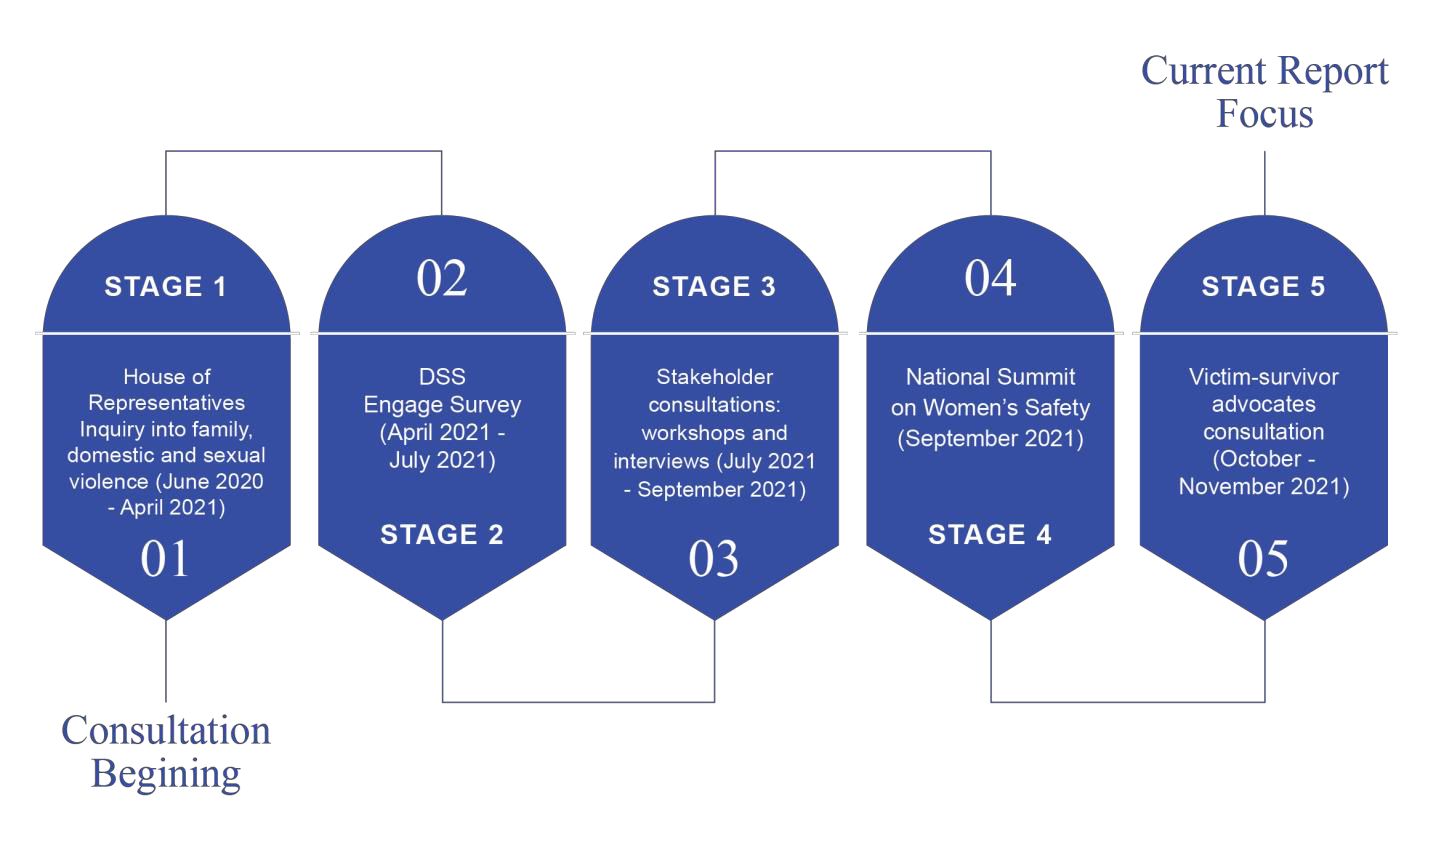 Current Report
Focus
STAGE 1
House of
Representatives
Inquiry into family,
domestic and sexual
violence (June 2020
- April 2021)
01
Consultation
Begining
02
DSS
Engage Survey
(April 2021 -
July 2021)
STAGE 2
STAGE 3
Stakeholder
consultations:
workshops and
interviews (July 2021
- September 2021)
03
04
National Summit
on Women’s Safety
(September 2021)
STAGE 4
STAGE 5
Victim-survivor
advocates
consultation
(October -
November 2021)
05